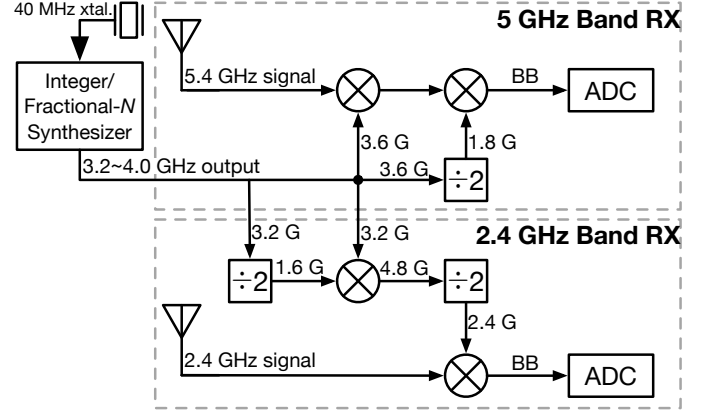 40 MHz xtal.
5 GHz Band RX
Integer/
Fractional-N
Synthesizer
5.4 GHz signal
BB
ADC
3.6 G
1.8 G
3.2~4.0 GHz output
3.6 G
÷2
3.2 G
3.2 G
2.4 GHz Band RX
÷2
1.6 G
4.8 G
÷2
2.4 G
2.4 GHz signal
BB
ADC